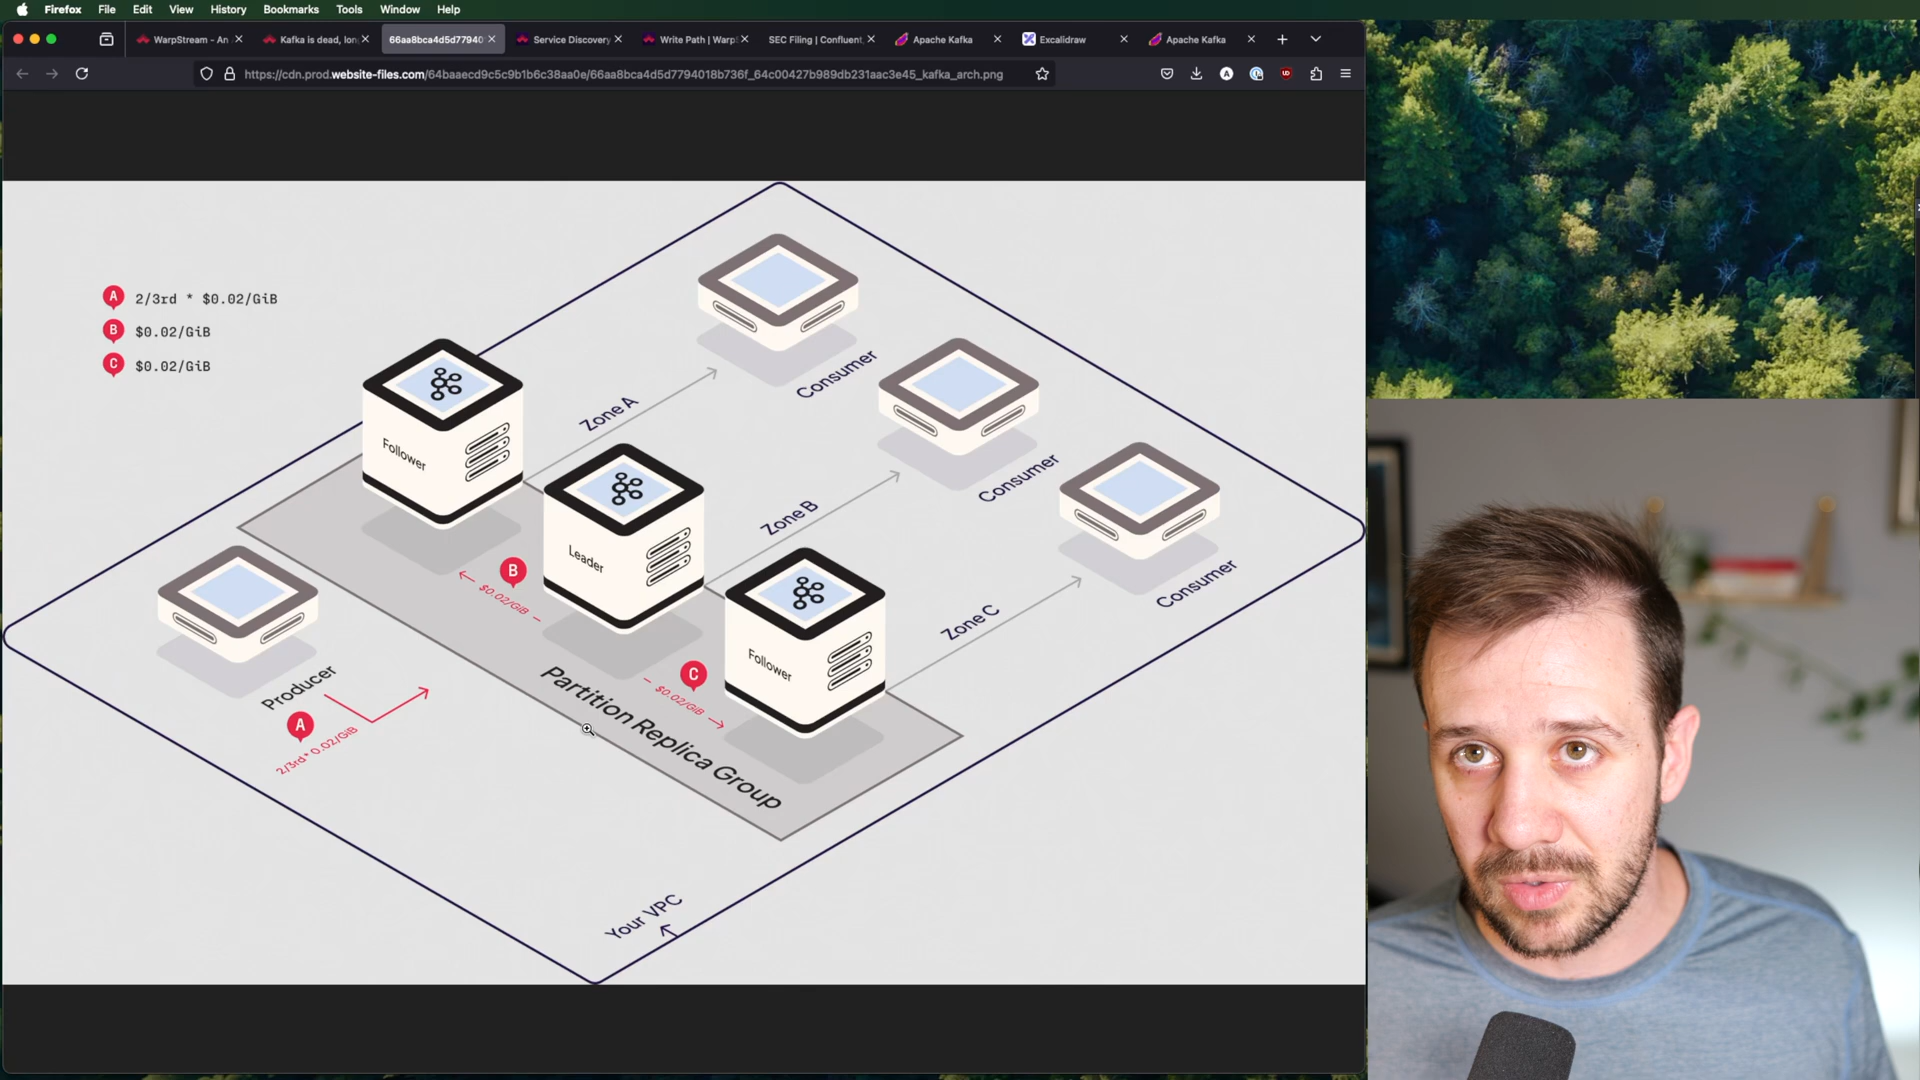 Firefox File Edit View History Bookmarks Tools Window Help
WarpStream - An
Kafka is dead, lon
66aa8bca4d5d77940
Service Discovery
Write Path | Warp
SEC Filing | Confluent,
Apache Kafka
Excalidraw
Apache Kafka
https://cdn.prod.website-files.com/64baaecd9c5c9b1b6c38aa0e/66aa8bca4d5d7794018b736f_64c00427b989db231aac3e45_kafka_arch.png
A 2/3rd * $0.02/GiB
B $0.02/GiB
C $0.02/GiB
Consumer
Zone A
Follower
Consumer
Zone B
Leader
Consumer
Zone C
B
$0.02/GiB
Follower
C
$0.02/GiB
Producer
A
2/3rd*0.02/GiB
Partition Replica Group
Your VPC